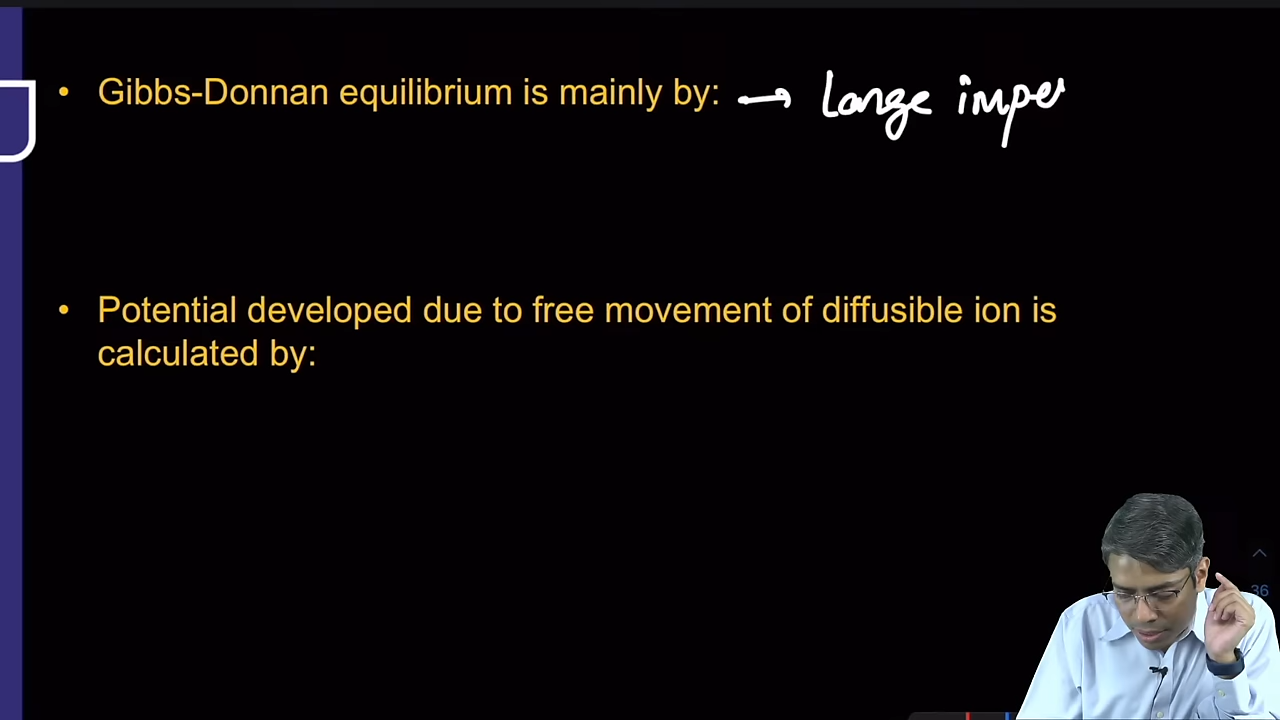 • Gibbs-Donnan equilibrium is mainly by: → Large imper
• Potential developed due to free movement of diffusible ion is
calculated by:
36